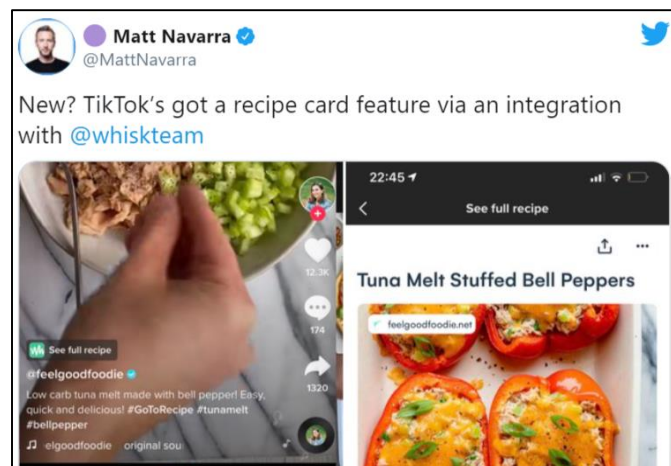 Matt Navarra
@MattNavarra
New? TikTok's got a recipe card feature via an integration
with @whiskteam
12.3K
174
1320
See full recipe
@feelgoodfoodie
Low carb tuna melt made with bell pepper! Easy,
quick and delicious! #GoToRecipe #tunamelt
#bellpepper
elgoodfoodie original sou
22:45
See full recipe
Tuna Melt Stuffed Bell Peppers
feelgoodfoodie.net